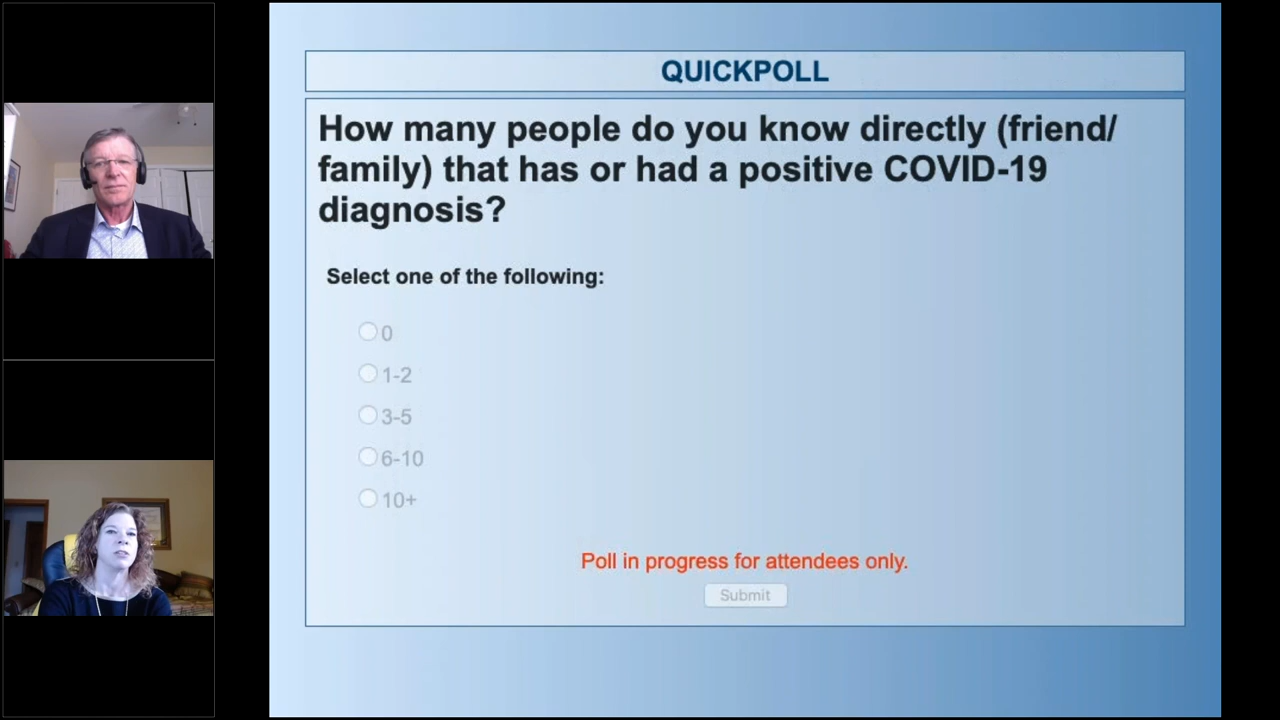 QUICKPOLL
How many people do you know directly (friend/
family) that has or had a positive COVID-19
diagnosis?
Select one of the following:
0
1-2
3-5
6-10
10+
Poll in progress for attendees only.
Submit